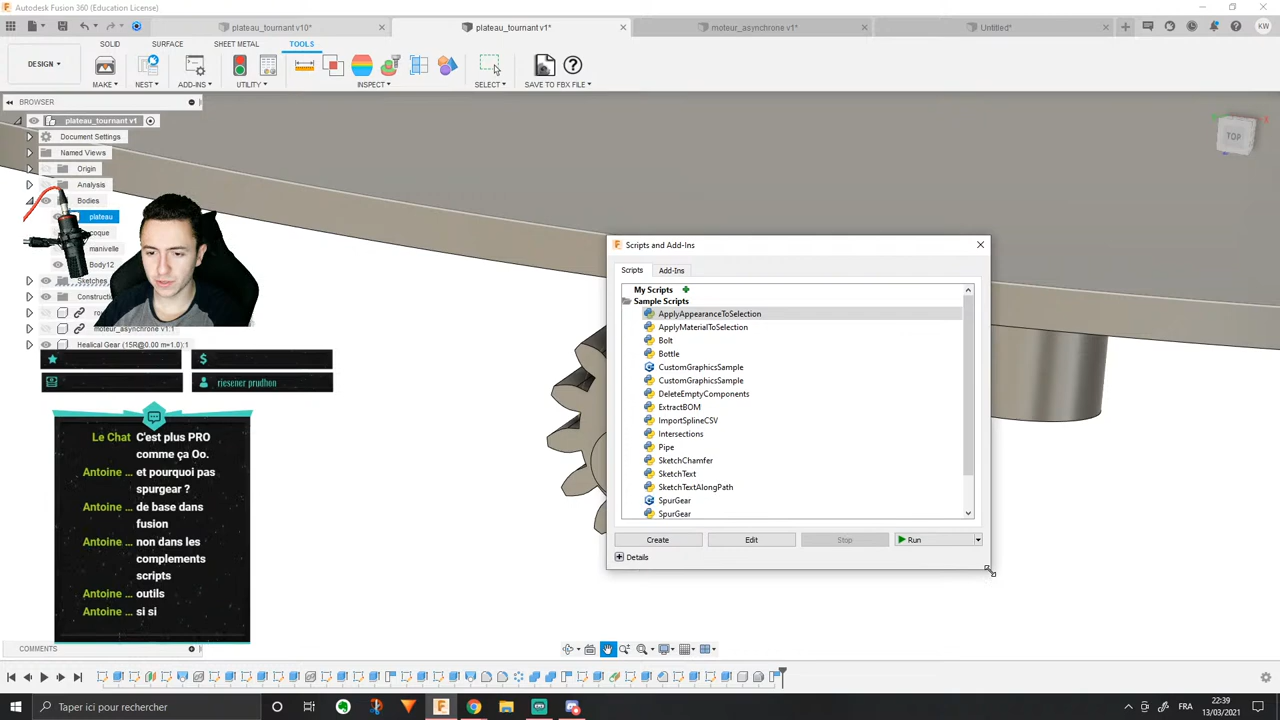 Autodesk Fusion 360 (Education License)
plateau_tournant v10*
plateau_tournant v1*
moteur_asynchrone v1*
Untitled*
KW
SOLID
SURFACE
SHEET METAL
TOOLS
DESIGN
MAKE
NEST
ADD-INS
UTILITY
INSPECT
SELECT
SAVE TO FBX FILE
BROWSER
TOP
plateau_tournant v1
Document Settings
Named Views
Origin
Analysis
Bodies
plateau
coque
manivelle
Body12
Sketches
moteur_asynchrone v1:1
Healical Gear (15R@0.00 m=1.0):1
Scripts and Add-Ins
Scripts
Add-Ins
My Scripts
Sample Scripts
ApplyAppearanceToSelection
ApplyMaterialToSelection
Bolt
Bottle
CustomGraphicsSample
CustomGraphicsSample
DeleteEmptyComponents
ExtractBOM
ImportSplineCSV
Intersections
Pipe
SketchChamfer
SketchText
SketchTextAlongPath
SpurGear
SpurGear
Create
Edit
Stop
Run
Details
riesener prudhon
Le Chat C'est plus PRO
comme ça Oo.
Antoine ... et pourquoi pas
spurgear ?
Antoine ... de base dans
fusion
Antoine ... non dans les
complements
scripts
Antoine ... outils
Antoine ... si si
COMMENTS
Taper ici pour rechercher
FRA
22:39
13/03/2021